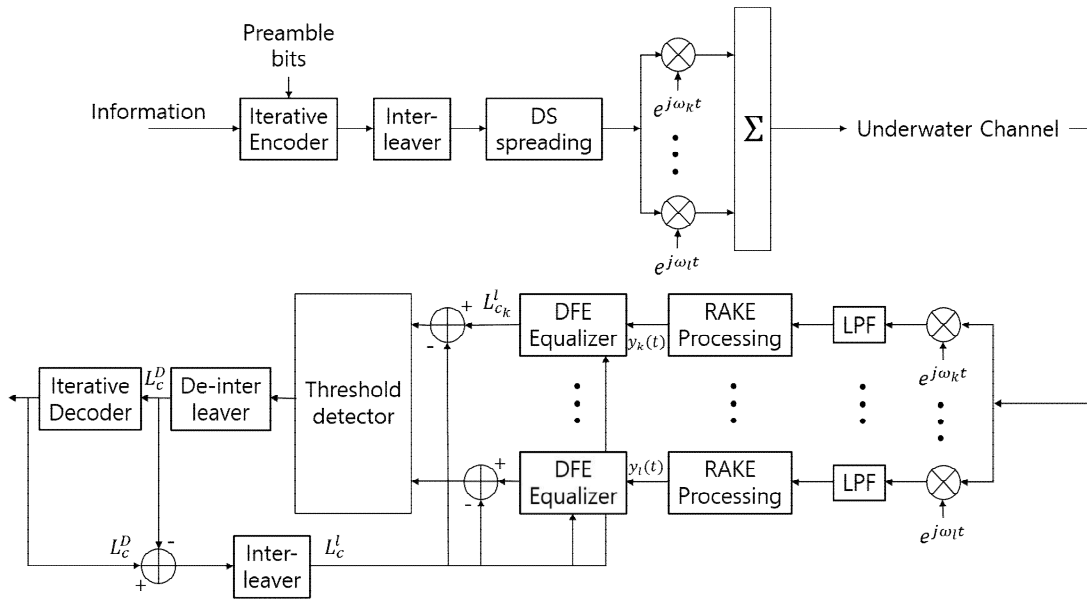 Preamble
bits
Information
Iterative
Encoder
Inter-
leaver
DS
spreading
e^{jω_k t}
e^{jω_l t}
Σ
Underwater Channel
Iterative
Decoder
L_c^D
De-inter
leaver
Threshold
detector
+
-
L_{c_k}^l
DFE
Equalizer
y_k(t)
RAKE
Processing
LPF
e^{jω_k t}
+
-
DFE
Equalizer
y_l(t)
RAKE
Processing
LPF
e^{jω_l t}
L_c^D
+
-
Inter-
leaver
L_c^l